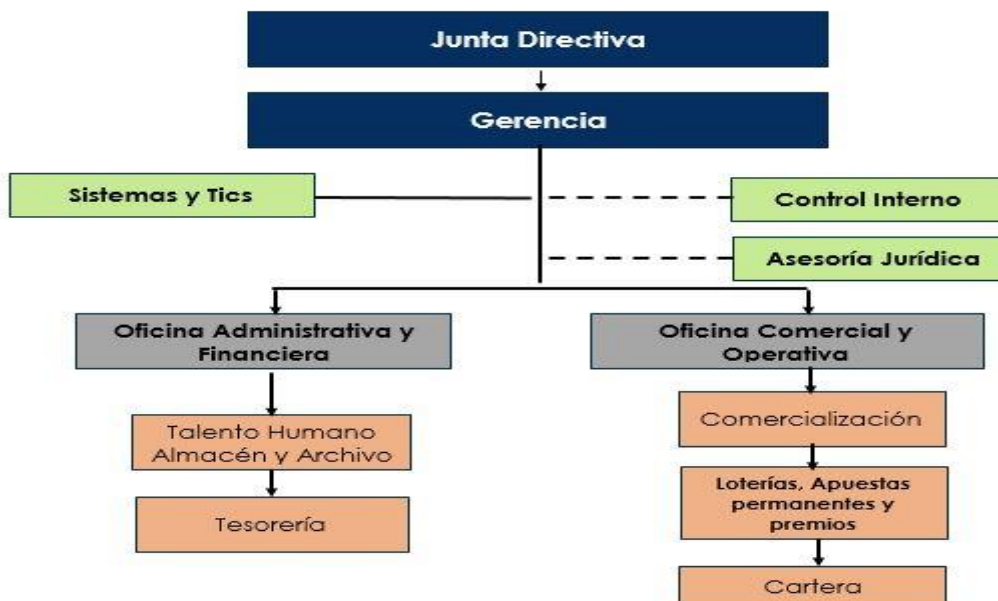 Junta Directiva
Gerencia
Sistemas y Tics
Control Interno
Asesoría Jurídica
Oficina Administrativa y
Financiera
Oficina Comercial y
Operativa
Talento Humano
Almacén y Archivo
Comercialización
Tesorería
Loterías, Apuestas
permanentes y
premios
Cartera